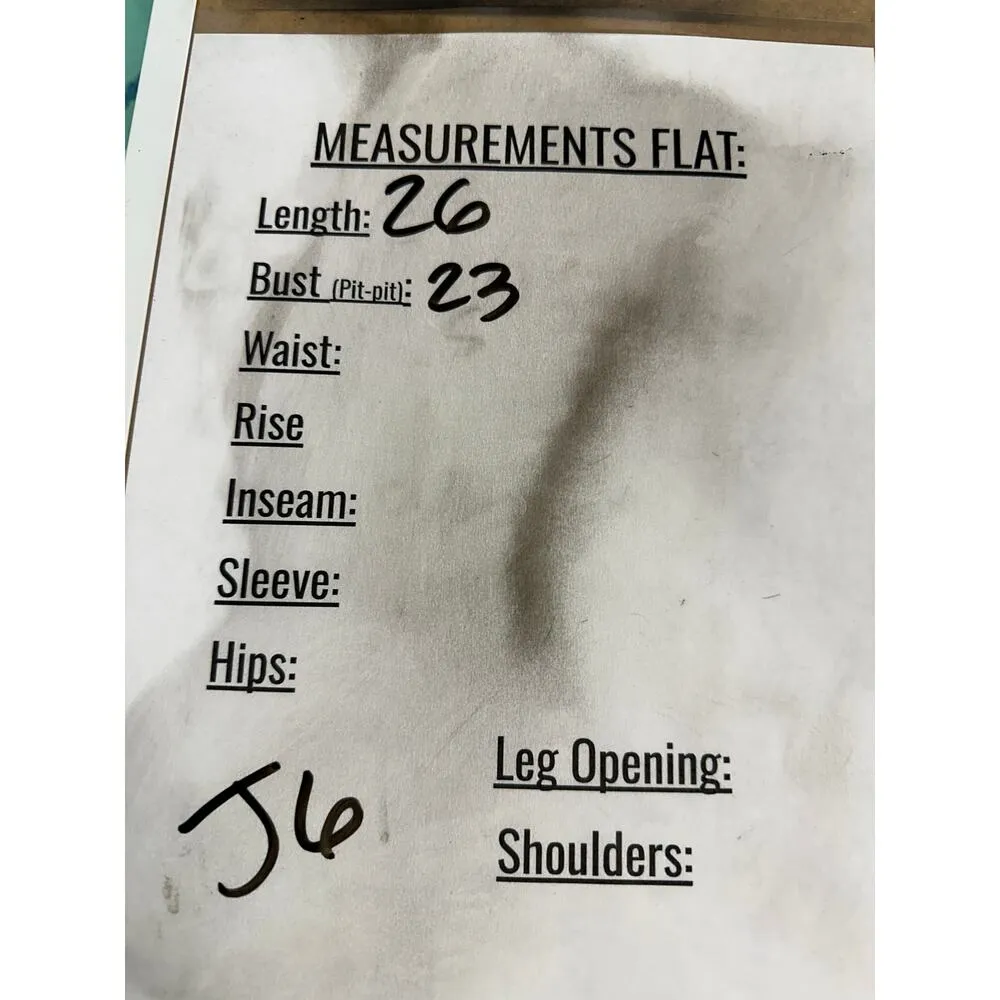 MEASUREMENTS FLAT:
Length: 26
Bust (Pit-pit): 23
Waist:
Rise
Inseam:
Sleeve:
Hips:
Leg Opening:
Shoulders:
J6